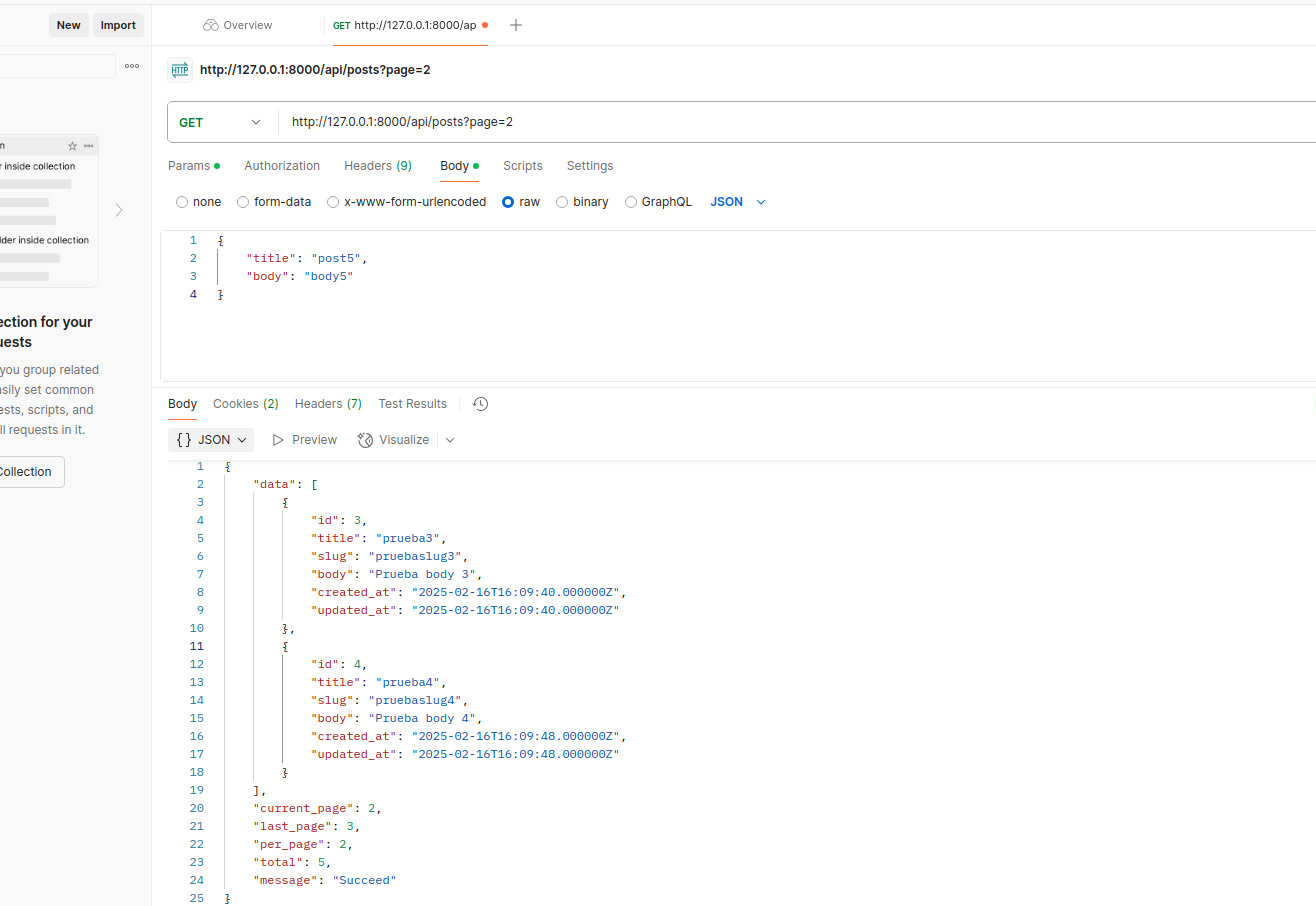 New Import Overview GET http://127.0.0.1:8000/ap
HTTP http://127.0.0.1:8000/api/posts?page=2
GET http://127.0.0.1:8000/api/posts?page=2
Params Authorization Headers (9) Body Scripts Settings
none form-data x-www-form-urlencoded raw binary GraphQL JSON
1 {
2 "title": "post5",
3 "body": "body5"
4 }
inside collection
inside collection
for your
you group related
set common
scripts, and
requests in it.
Body Cookies (2) Headers (7) Test Results
{} JSON Preview Visualize
1 {
2 "data": [
3 {
4 "id": 3,
5 "title": "prueba3",
6 "slug": "pruebaslug3",
7 "body": "Prueba body 3",
8 "created_at": "2025-02-16T16:09:40.000000Z",
9 "updated_at": "2025-02-16T16:09:40.000000Z"
10 },
11 {
12 "id": 4,
13 "title": "prueba4",
14 "slug": "pruebaslug4",
15 "body": "Prueba body 4",
16 "created_at": "2025-02-16T16:09:48.000000Z",
17 "updated_at": "2025-02-16T16:09:48.000000Z"
18 }
19 ],
20 "current_page": 2,
21 "last_page": 3,
22 "per_page": 2,
23 "total": 5,
24 "message": "Succeed"
25 }